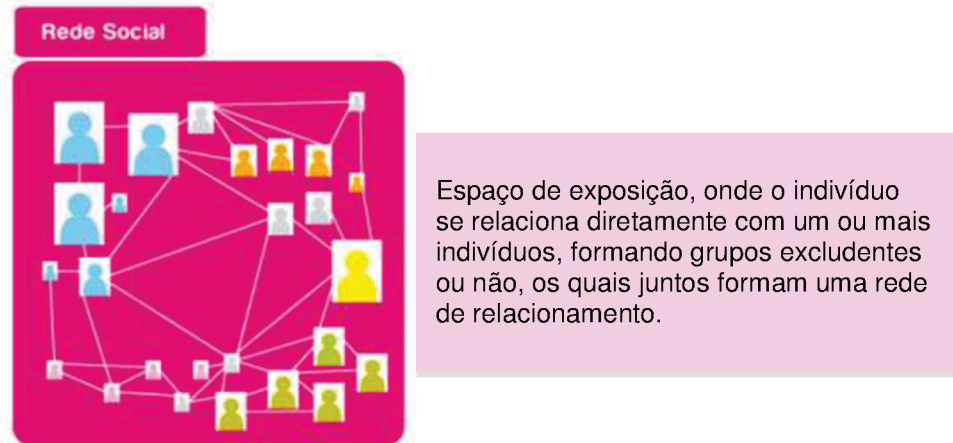 Rede Social
Espaço de exposição, onde o indivíduo
se relaciona diretamente com um ou mais
indivíduos, formando grupos excludentes
ou não, os quais juntos formam uma rede
de relacionamento.